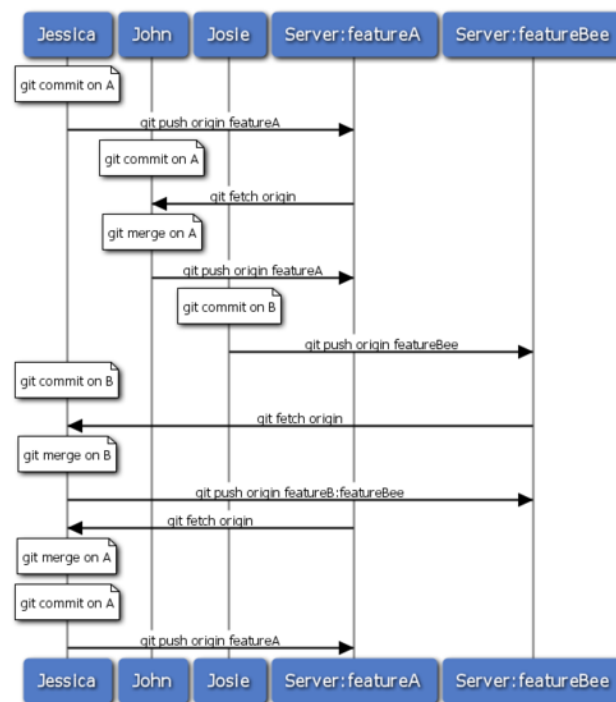 Jessica John Josie Server:featureA Server:featureBee
git commit on A
git push origin featureA
git commit on A
git fetch origin
git merge on A
git push origin featureA
git commit on B
git push origin featureBee
git commit on B
git fetch origin
git merge on B
git push origin featureB:featureBee
git fetch origin
git merge on A
git commit on A
git push origin featureA
Jessica John Josie Server:featureA Server:featureBee